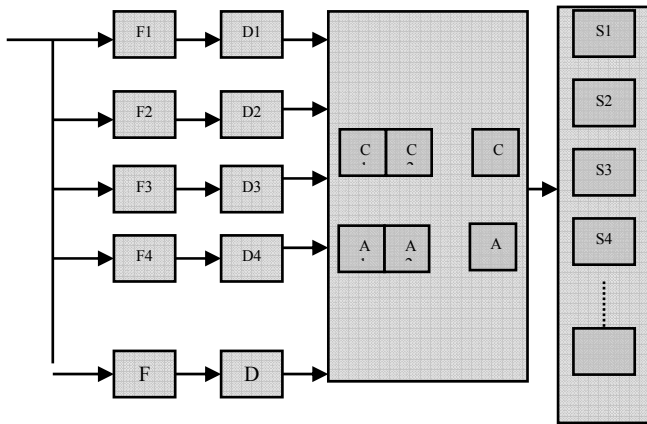 F1 D1 S1
F2 D2 S2
C C C
F3 D3 S3
F4 D4 A A A S4
F D